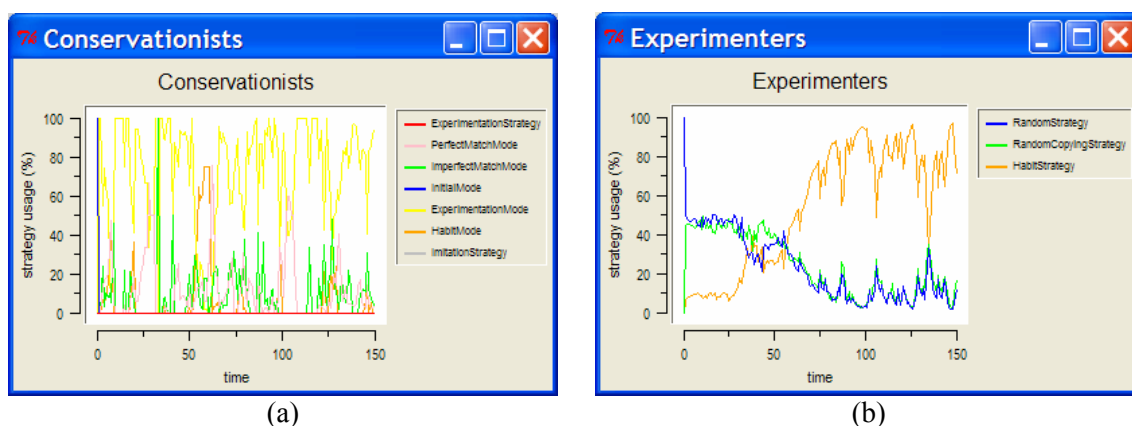 Conservationists
Conservationists
strategy usage (%)
100
80
60
40
20
0
0 50 100 150
time
ExperimentationStrategy
PerfectMatchMode
ImperfectMatchMode
InitialMode
ExperimentationMode
HabitMode
ImitationStrategy
(a)
Experimenters
Experimenters
strategy usage (%)
100
80
60
40
20
0
0 50 100 150
time
RandomStrategy
RandomCopyingStrategy
HabitStrategy
(b)